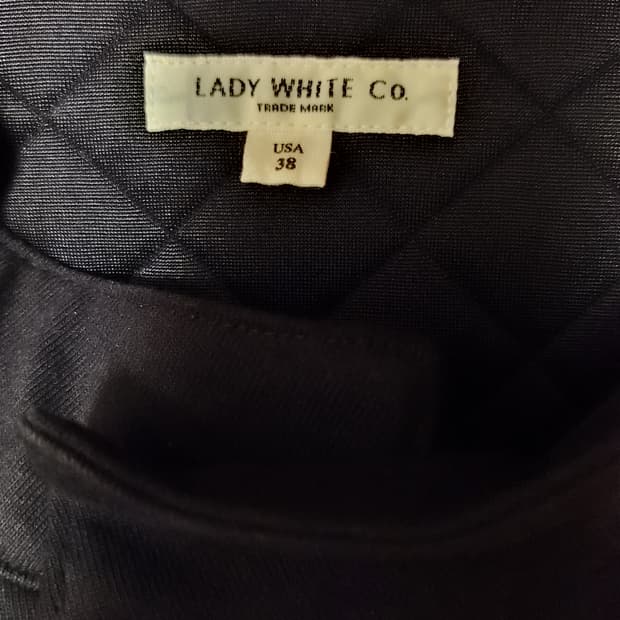 LADY WHITE CO.
TRADE MARK
USA
38